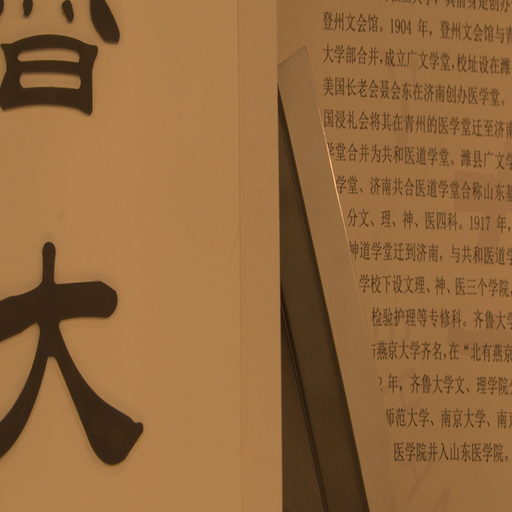 大
登州文会馆。1904 年，登州文会馆与青
大学部合并，成立广文学堂，校址设在潍
美国长老会聂会东在济南创办医学堂。
国浸礼会将其在青州的医学堂迁至济南
学堂合并为共和医道学堂。潍县广文学
学堂、济南共合医道学堂合称山东基
分文、理、神、医四科。1917 年，
神道学堂迁到济南，与共和医道学
学校下设文理、神、医三个学院，
检验护理等专修科。齐鲁大学
与燕京大学齐名，在“北有燕京
年，齐鲁大学文、理学院
师范大学、南京大学、南京
医学院并入山东医学院。